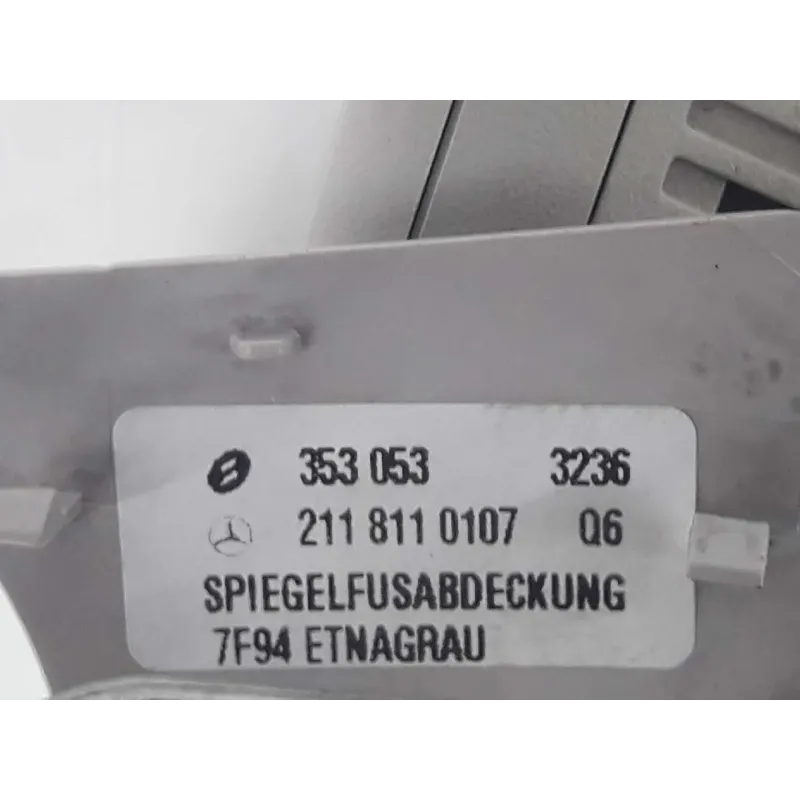 353 053 3236
211 811 0107 Q6
SPIEGELFUSABDECKUNG
7F94 ETNAGRAU